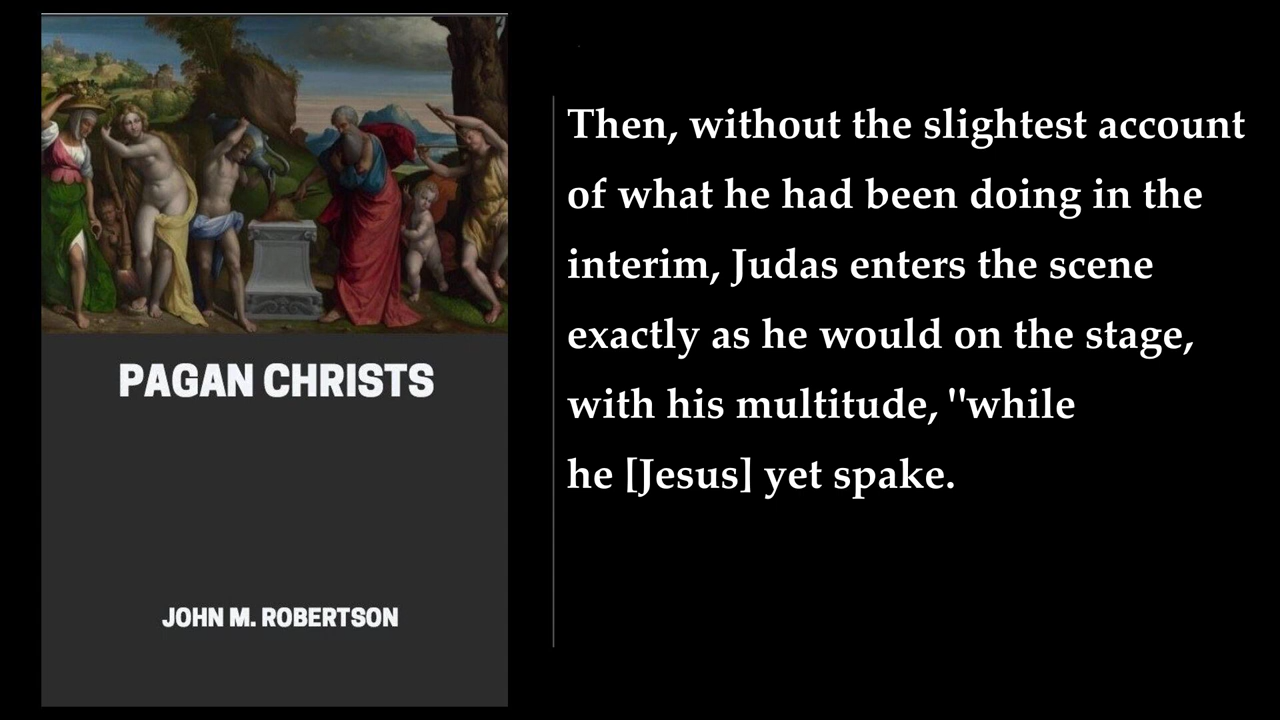 PAGAN CHRISTS
JOHN M. ROBERTSON
Then, without the slightest account
of what he had been doing in the
interim, Judas enters the scene
exactly as he would on the stage,
with his multitude, "while
he [Jesus] yet spake.